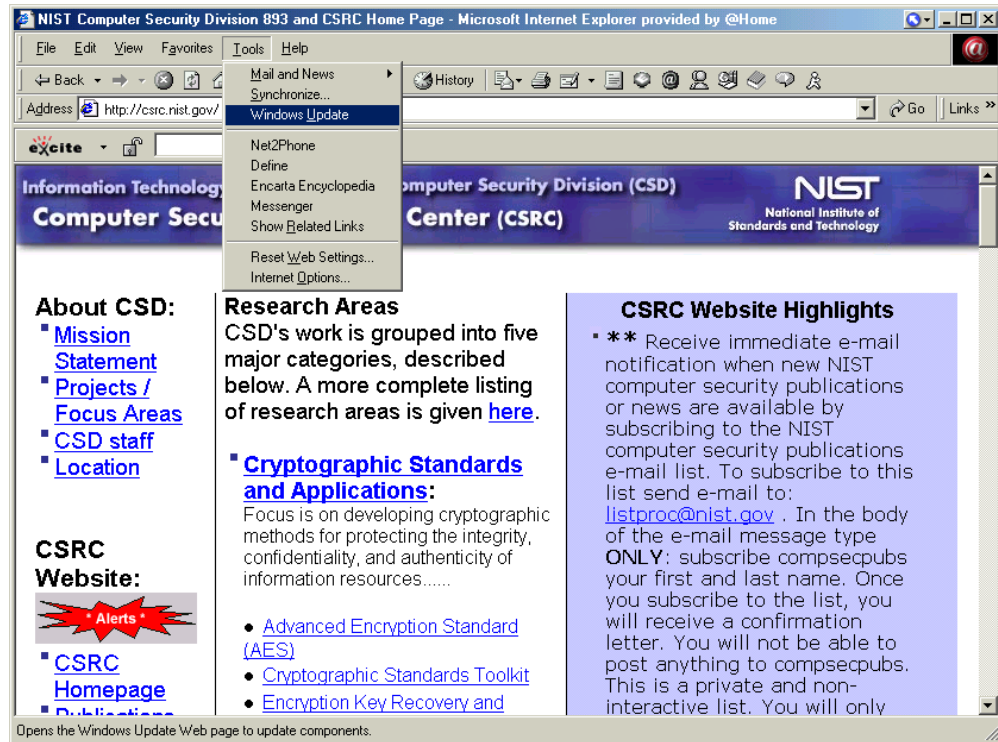 NIST Computer Security Division 893 and CSRC Home Page - Microsoft Internet Explorer provided by @Home
File Edit View Favorites Tools Help
Back
History
Address http://csrc.nist.gov/
Go Links »
excite
Mail and News
Synchronize...
Windows Update
Net2Phone
Define
Encarta Encyclopedia
Messenger
Show Related Links
Reset Web Settings...
Internet Options...
Information Technolog
omputer Security Division (CSD)
Computer Secu
Center (CSRC)
NIST
National Institute of
Standards and Technology
About CSD:
Mission
Statement
Projects /
Focus Areas
CSD staff
Location
CSRC
Website:
* Alerts *
CSRC
Homepage
Publications
Research Areas
CSD's work is grouped into five
major categories, described
below. A more complete listing
of research areas is given here.
Cryptographic Standards
and Applications:
Focus is on developing cryptographic
methods for protecting the integrity,
confidentiality, and authenticity of
information resources......
● Advanced Encryption Standard
(AES)
● Cryptographic Standards Toolkit
● Encryption Key Recovery and
CSRC Website Highlights
** Receive immediate e-mail
notification when new NIST
computer security publications
or news are available by
subscribing to the NIST
computer security publications
e-mail list. To subscribe to this
list send e-mail to:
listproc@nist.gov . In the body
of the e-mail message type
ONLY: subscribe compsecpubs
your first and last name. Once
you subscribe to the list, you
will receive a confirmation
letter. You will not be able to
post anything to compsecpubs.
This is a private and non-
interactive list. You will only
Opens the Windows Update Web page to update components.